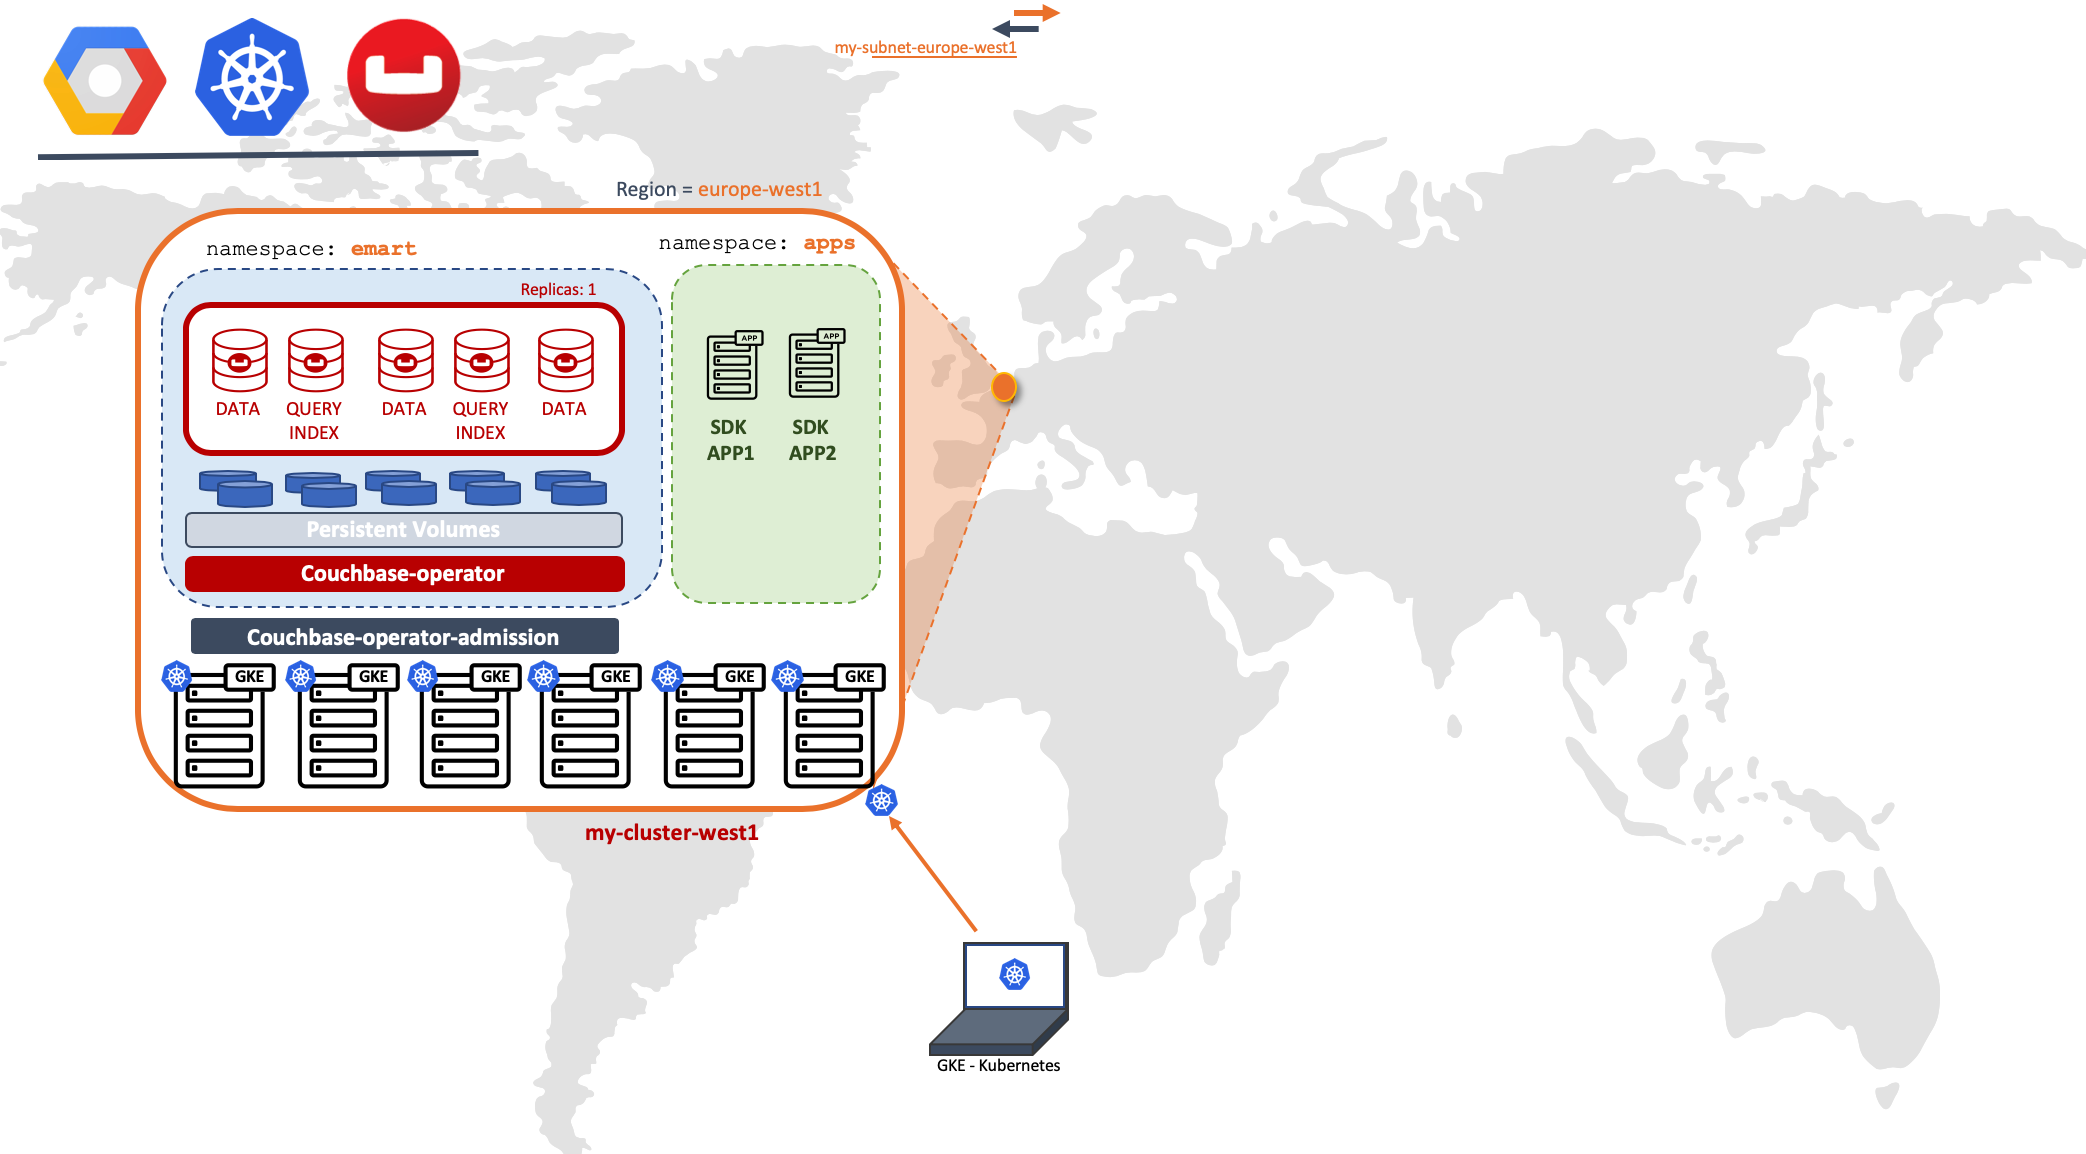 my-subnet-europe-west1
Region = europe-west1
namespace: emart
namespace: apps
Replicas: 1
APP
APP
DATA
QUERY
INDEX
DATA
QUERY
INDEX
DATA
SDK
APP1
SDK
APP2
Persistent Volumes
Couchbase-operator
Couchbase-operator-admission
GKE
GKE
GKE
GKE
GKE
GKE
my-cluster-west1
GKE - Kubernetes